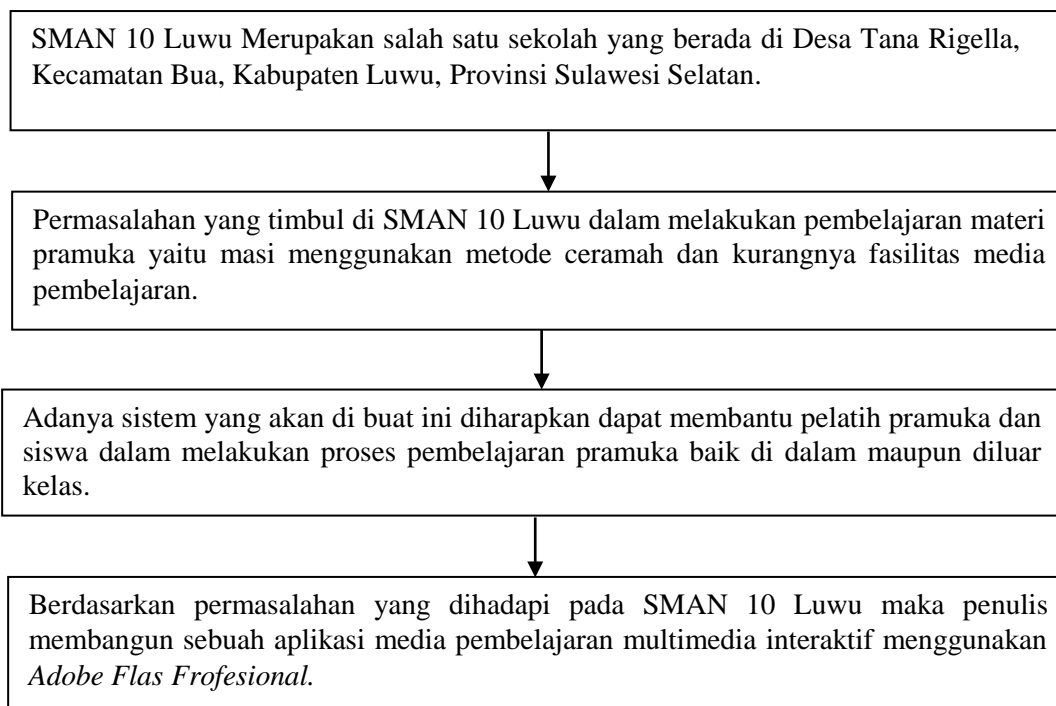 SMAN 10 Luwu Merupakan salah satu sekolah yang berada di Desa Tana Rigella,
Kecamatan Bua, Kabupaten Luwu, Provinsi Sulawesi Selatan.
Permasalahan yang timbul di SMAN 10 Luwu dalam melakukan pembelajaran materi
pramuka yaitu masi menggunakan metode ceramah dan kurangnya fasilitas media
pembelajaran.
Adanya sistem yang akan di buat ini diharapkan dapat membantu pelatih pramuka dan
siswa dalam melakukan proses pembelajaran pramuka baik di dalam maupun diluar
kelas.
Berdasarkan permasalahan yang dihadapi pada SMAN 10 Luwu maka penulis
membangun sebuah aplikasi media pembelajaran multimedia interaktif menggunakan
Adobe Flas Frofesional.